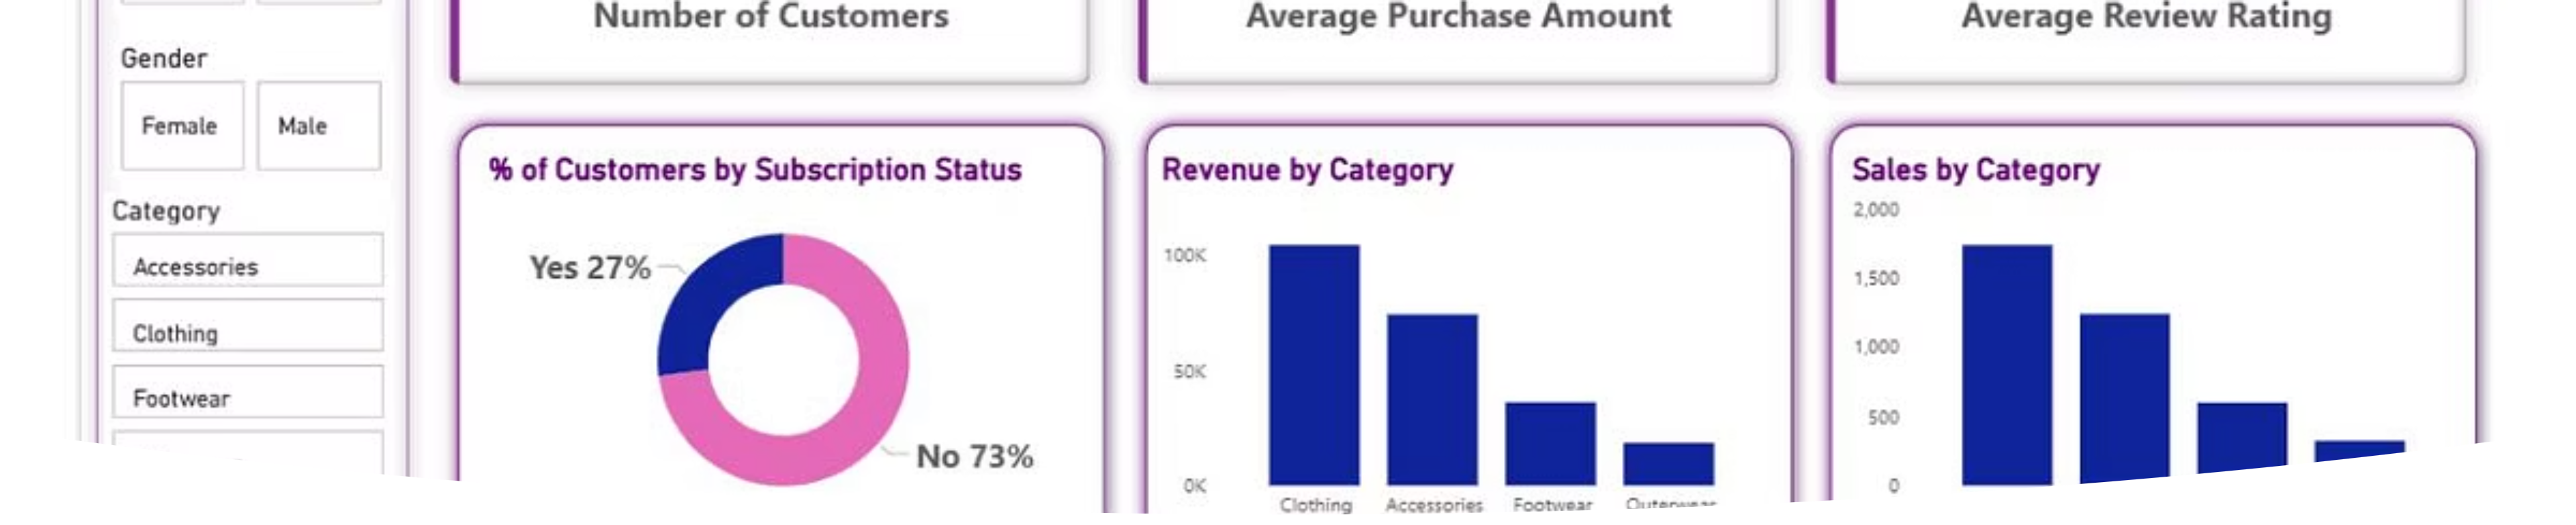 Number of Customers
Average Purchase Amount
Average Review Rating
Gender
Female
Male
Category
Accessories
Clothing
Footwear
% of Customers by Subscription Status
Yes 27%
No 73%
Revenue by Category
100K
50K
0K
Clothing
Accessories
Footwear
Outerwear
Sales by Category
2,000
1,500
1,000
500
0